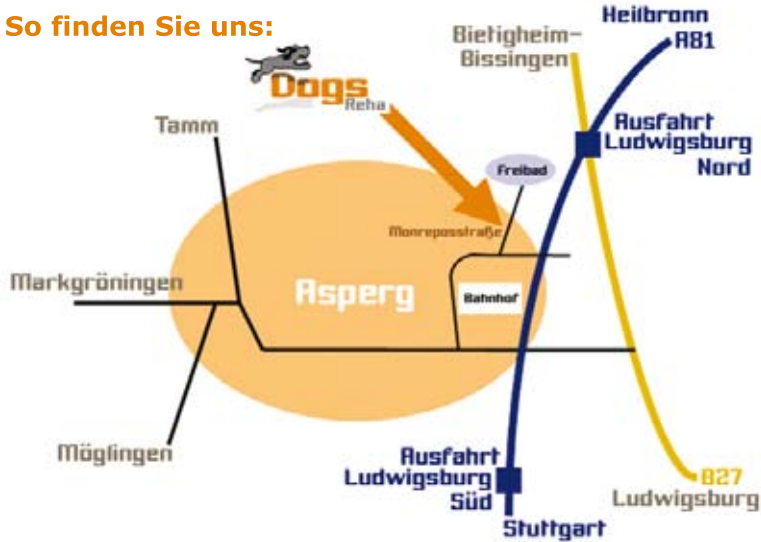 So finden Sie uns:
Heilbronn
A81
Bietigheim-
Bissingen
Dogs
Reha
Tamm
Ausfahrt
Ludwigsburg
Nord
Freibad
Monreposstraße
Markgröningen
Asperg
Bahnhof
Möglingen
Ausfahrt
Ludwigsburg
Süd
B27
Ludwigsburg
Stuttgart